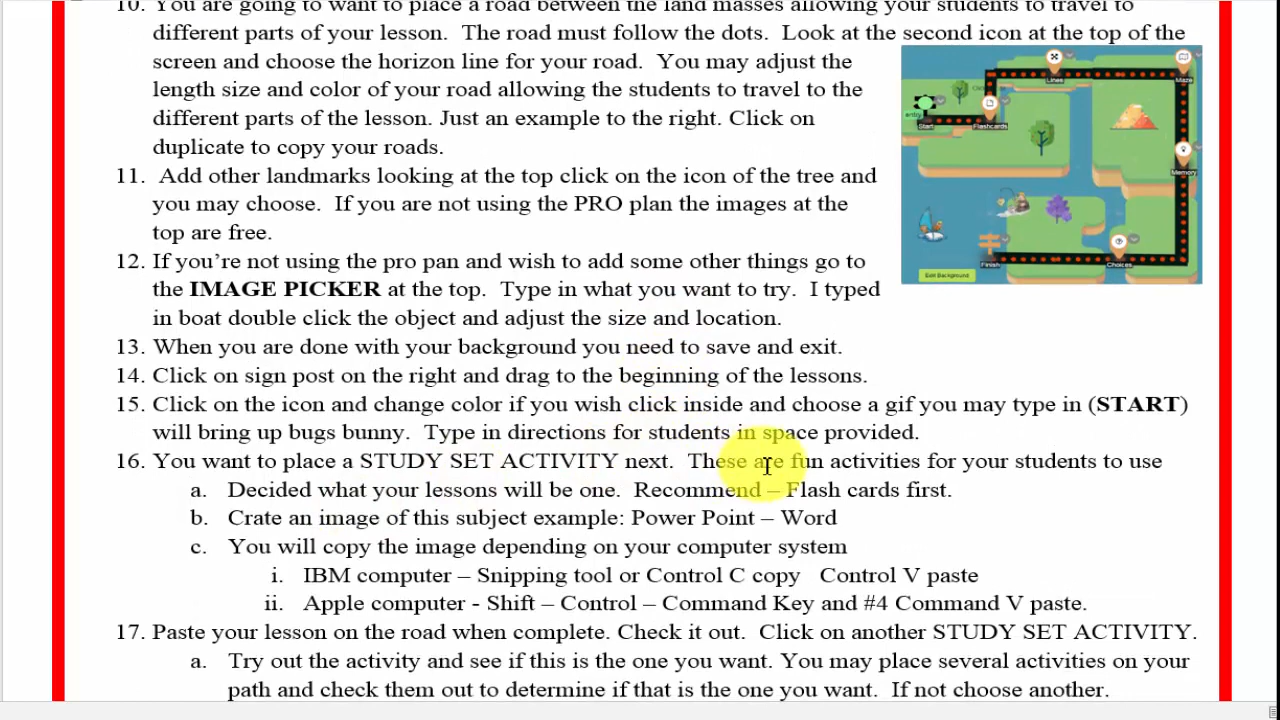 10. You are going to want to place a road between the land masses allowing your students to travel to
different parts of your lesson. The road must follow the dots. Look at the second icon at the top of the
screen and choose the horizon line for your road. You may adjust the
length size and color of your road allowing the students to travel to the
different parts of the lesson. Just an example to the right. Click on
duplicate to copy your roads.
11. Add other landmarks looking at the top click on the icon of the tree and
you may choose. If you are not using the PRO plan the images at the
top are free.
12. If you’re not using the pro pan and wish to add some other things go to
the IMAGE PICKER at the top. Type in what you want to try. I typed
in boat double click the object and adjust the size and location.
Lines
Maze
entry
Start
Flashcards
Memory
Finish
Choices
Edit Background
13. When you are done with your background you need to save and exit.
14. Click on sign post on the right and drag to the beginning of the lessons.
15. Click on the icon and change color if you wish click inside and choose a gif you may type in (START)
will bring up bugs bunny. Type in directions for students in space provided.
16. You want to place a STUDY SET ACTIVITY next. These are fun activities for your students to use
a. Decided what your lessons will be one. Recommend – Flash cards first.
b. Crate an image of this subject example: Power Point – Word
c. You will copy the image depending on your computer system
i. IBM computer – Snipping tool or Control C copy Control V paste
ii. Apple computer - Shift – Control – Command Key and #4 Command V paste.
17. Paste your lesson on the road when complete. Check it out. Click on another STUDY SET ACTIVITY.
a. Try out the activity and see if this is the one you want. You may place several activities on your
path and check them out to determine if that is the one you want. If not choose another.